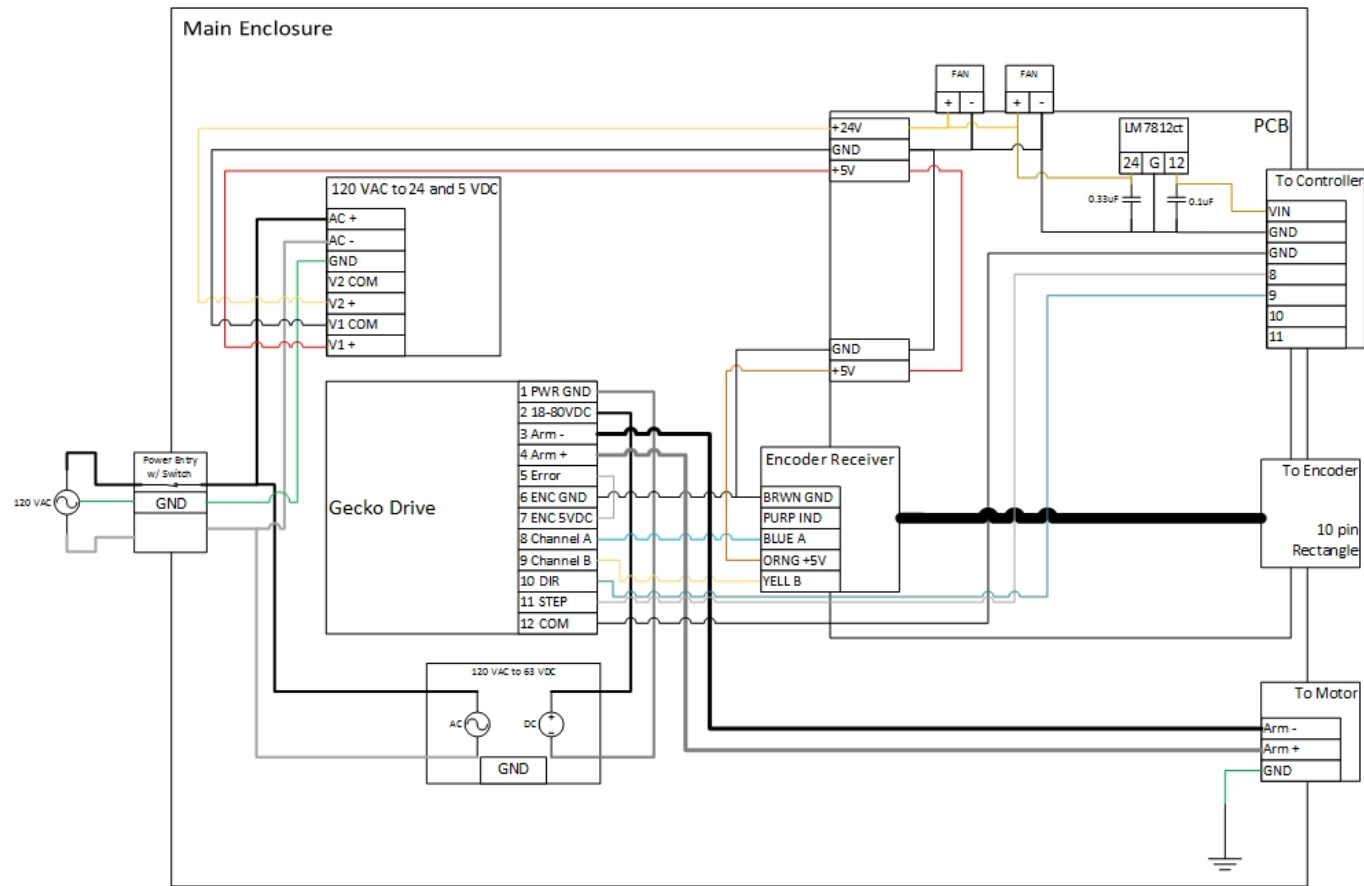 Main Enclosure
FAN
+ -
FAN
+ -
PCB
LM7812ct
24 G 12
0.33uF
0.1uF
+24V
GND
+5V
To Controller
VIN
GND
GND
8
9
10
11
120 VAC to 24 and 5 VDC
AC +
AC -
GND
V2 COM
V2 +
V1 COM
V1 +
GND
+5V
Gecko Drive
1 PWR GND
2 18-80VDC
3 Arm -
4 Arm +
5 Error
6 ENC GND
7 ENC 5VDC
8 Channel A
9 Channel B
10 DIR
11 STEP
12 COM
120 VAC
Power Entry
w/ Switch
GND
Encoder Receiver
BRWN GND
PURP IND
BLUE A
ORNG +5V
YELL B
To Encoder
10 pin
Rectangle
120 VAC to 63 VDC
AC
DC
+
-
GND
To Motor
Arm -
Arm +
GND